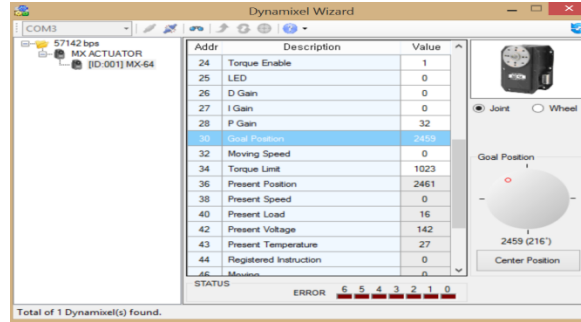 Dynamixel Wizard
COM3
57142 bps
MX ACTUATOR
[ID:001] MX-64
Addr Description Value
24 Torque Enable 1
25 LED 0
26 D Gain 0
27 I Gain 0
28 P Gain 32
30 Goal Position 2459
32 Moving Speed 0
34 Torque Limit 1023
36 Present Position 2461
38 Present Speed 0
40 Present Load 16
42 Present Voltage 142
43 Present Temperature 27
44 Registered Instruction 0
46 Moving 0
STATUS
ERROR 6 5 4 3 2 1 0
Joint Wheel
Goal Position
2459 (216˚)
Center Position
Total of 1 Dynamixel(s) found.